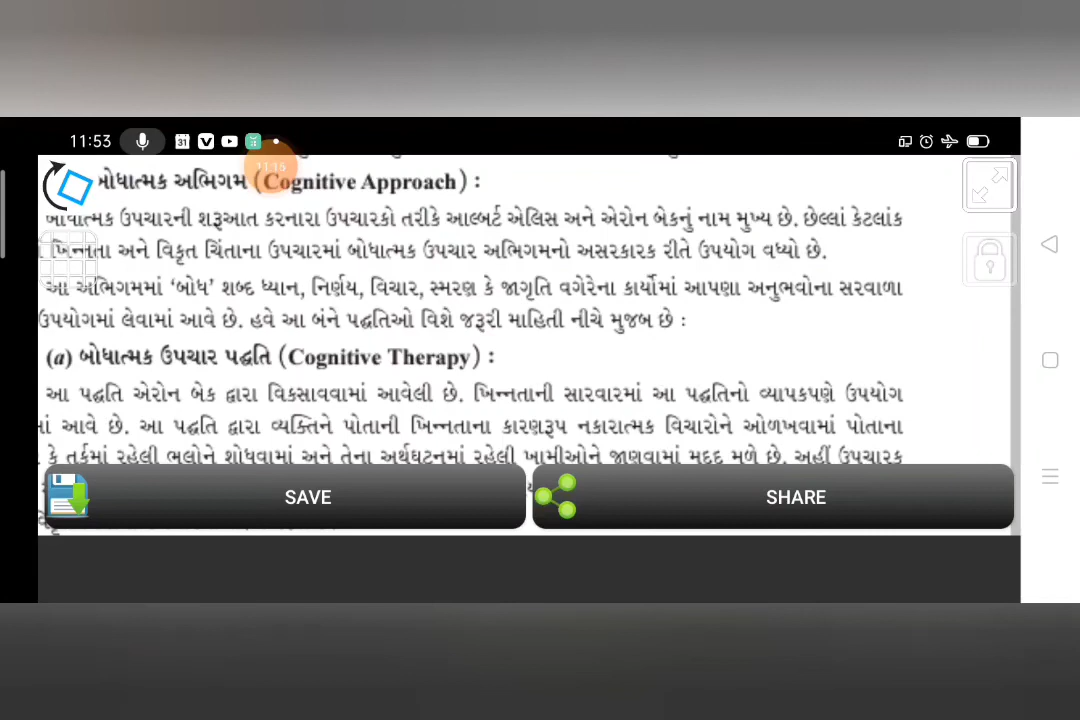 11:53
31
11:15
બોધાત્મક અભિગમ (Cognitive Approach) :
બોધાત્મક ઉપચારની શરૂઆત કરનારા ઉપચારકો તરીકે આલ્બર્ટ એલિસ અને એરોન બેકનું નામ મુખ્ય છે. છેલ્લાં કેટલાંક
ખિન્નતા અને વિકૃત ચિંતાના ઉપચારમાં બોધાત્મક ઉપચાર અભિગમનો અસરકારક રીતે ઉપયોગ વધ્યો છે.
આ અભિગમમાં ‘બોધ’ શબ્દ ધ્યાન, નિર્ણય, વિચાર, સ્મરણ કે જાગૃતિ વગેરેના કાર્યોમાં આપણા અનુભવોના સરવાળા
ઉપયોગમાં લેવામાં આવે છે. હવે આ બંને પદ્ધતિઓ વિશે જરૂરી માહિતી નીચે મુજબ છે :
(a) બોધાત્મક ઉપચાર પદ્ધતિ (Cognitive Therapy) :
આ પદ્ધતિ એરોન બેક દ્વારા વિકસાવવામાં આવેલી છે. ખિન્નતાની સારવારમાં આ પદ્ધતિનો વ્યાપકપણે ઉપયોગ
આવે છે. આ પદ્ધતિ દ્વારા વ્યક્તિને પોતાની ખિન્નતાના કારણરૂપ નકારાત્મક વિચારોને ઓળખવામાં પોતાના
કે તર્કમાં રહેલી ભૂલોને શોધવામાં અને તેના અર્થઘટનમાં રહેલી ખામીઓને જાણવામાં મદદ મળે છે. અહીં ઉપચારક
SAVE
SHARE